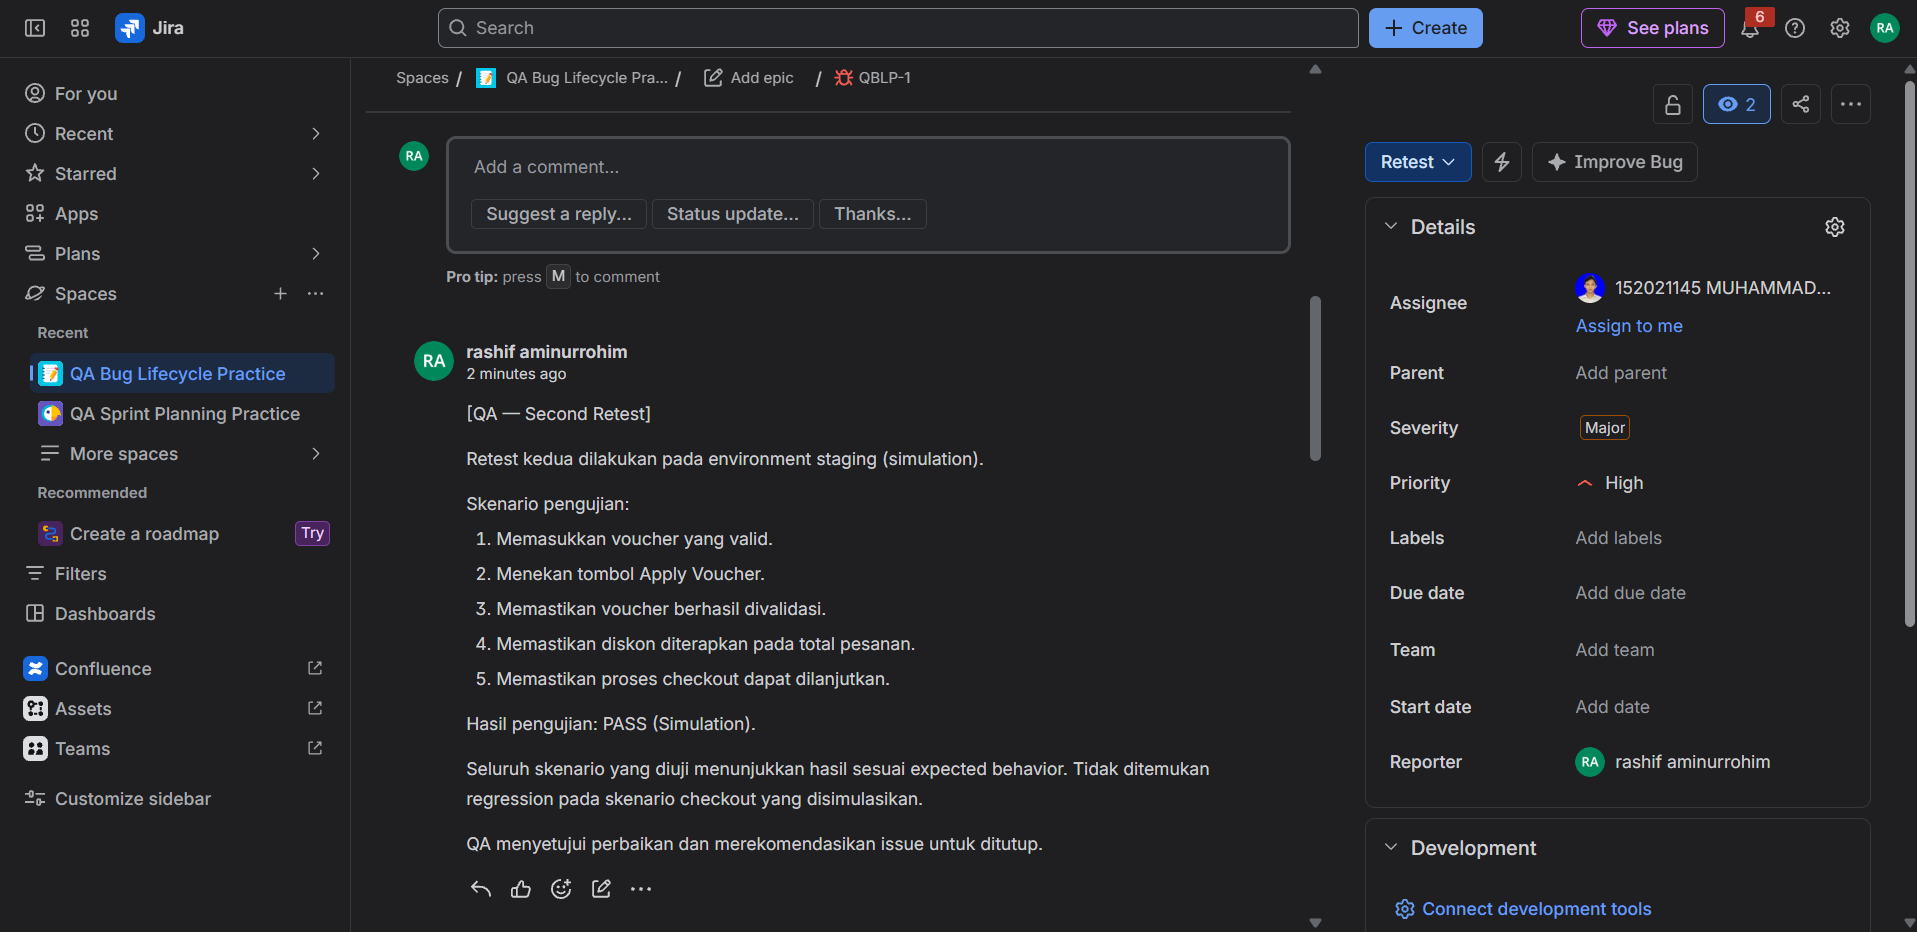 Jira
Search
Create
See plans
6
RA
For you
Recent
Starred
Apps
Plans
Spaces
Recent
QA Bug Lifecycle Practice
QA Sprint Planning Practice
More spaces
Recommended
Create a roadmap
Try
Filters
Dashboards
Confluence
Assets
Teams
Customize sidebar
Spaces / QA Bug Lifecycle Pra... / Add epic / QBLP-1
RA
Add a comment...
Suggest a reply... Status update... Thanks...
Pro tip: press M to comment
RA
rashif aminurrohim
2 minutes ago
[QA — Second Retest]
Retest kedua dilakukan pada environment staging (simulation).
Skenario pengujian:
1. Memasukkan voucher yang valid.
2. Menekan tombol Apply Voucher.
3. Memastikan voucher berhasil divalidasi.
4. Memastikan diskon diterapkan pada total pesanan.
5. Memastikan proses checkout dapat dilanjutkan.
Hasil pengujian: PASS (Simulation).
Seluruh skenario yang diuji menunjukkan hasil sesuai expected behavior. Tidak ditemukan
regression pada skenario checkout yang disimulasikan.
QA menyetujui perbaikan dan merekomendasikan issue untuk ditutup.
2
Retest
Improve Bug
Details
Assignee
152021145 MUHAMMAD...
Assign to me
Parent
Add parent
Severity
Major
Priority
High
Labels
Add labels
Due date
Add due date
Team
Add team
Start date
Add date
Reporter
RA rashif aminurrohim
Development
Connect development tools